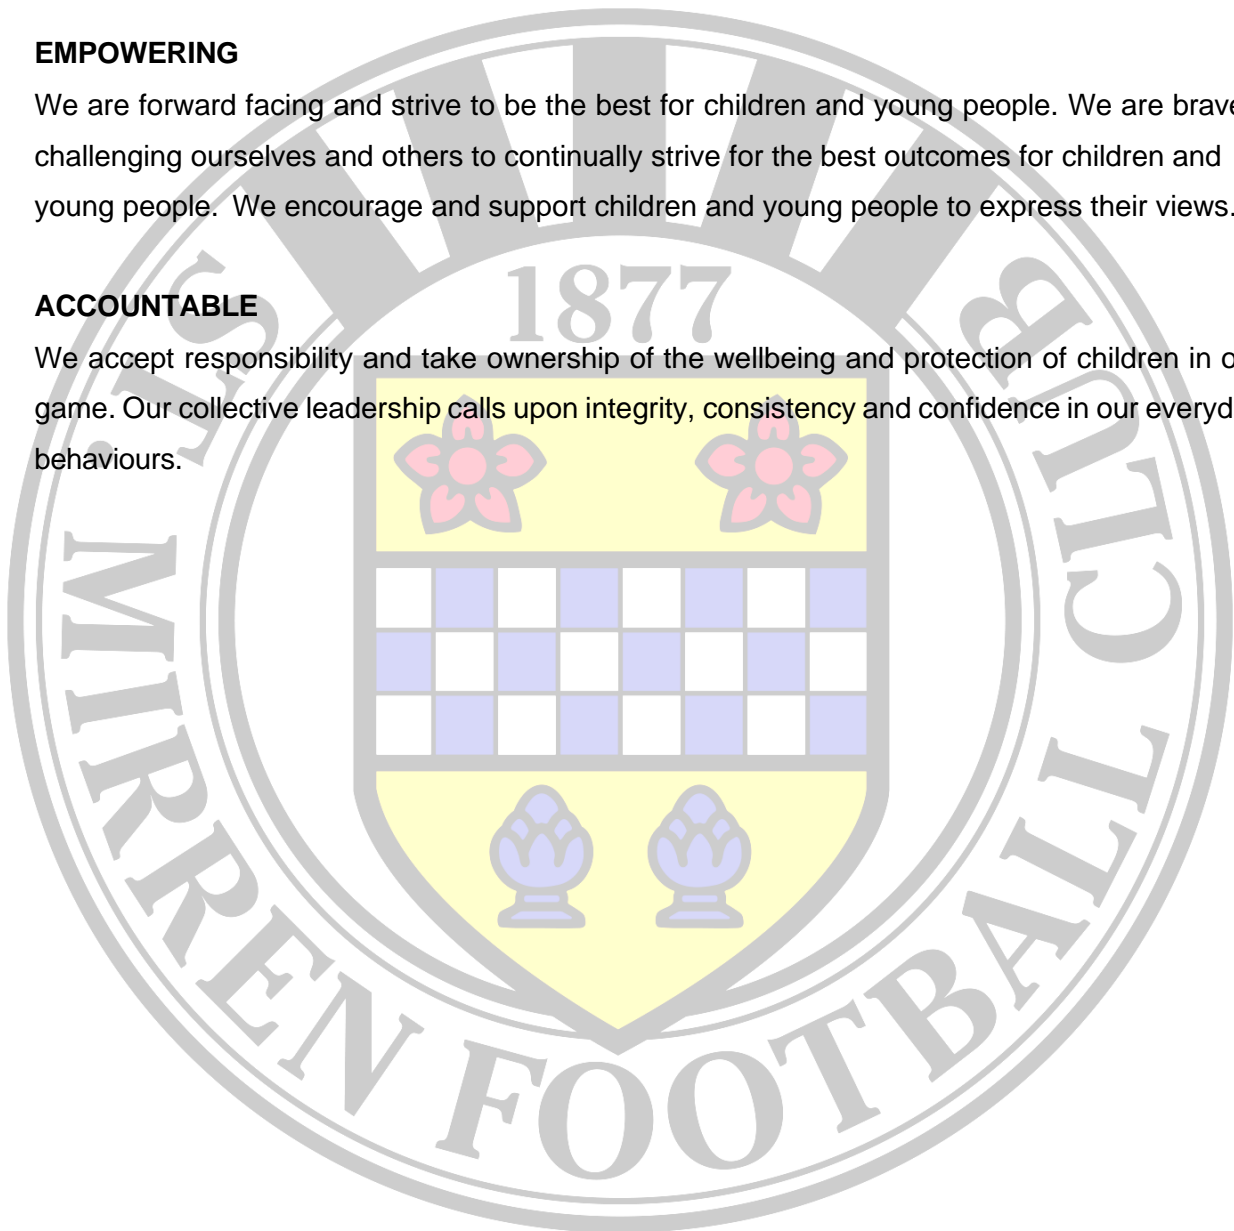 EMPOWERING
We are forward facing and strive to be the best for children and young people. We are brave
challenging ourselves and others to continually strive for the best outcomes for children and
young people. We encourage and support children and young people to express their views.
ACCOUNTABLE
We accept responsibility and take ownership of the wellbeing and protection of children in
game. Our collective leadership calls upon integrity, consistency and confidence in our
behaviours.
1877
ST. MIRREN FOOTBALL CLUB